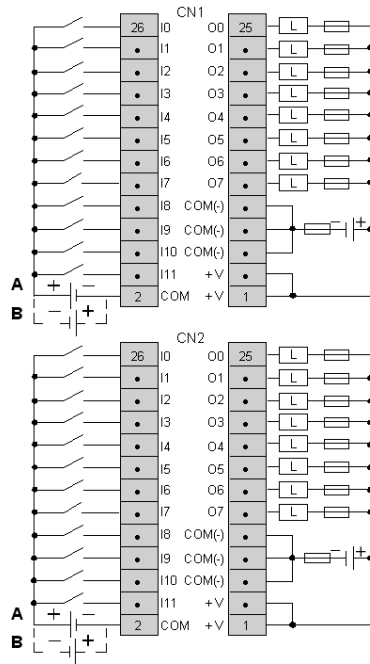 CN1
26 I0 O0 25 L
I1 O1 L
I2 O2 L
I3 O3 L
I4 O4 L
I5 O5 L
I6 O6 L
I7 O7 L
I8 COM(-)
I9 COM(-) − +
I10 COM(-)
I11 +V
A + − 2 COM +V 1
B − +
CN2
26 I0 O0 25 L
I1 O1 L
I2 O2 L
I3 O3 L
I4 O4 L
I5 O5 L
I6 O6 L
I7 O7 L
I8 COM(-)
I9 COM(-) − +
I10 COM(-)
I11 +V
A + − 2 COM +V 1
B − +